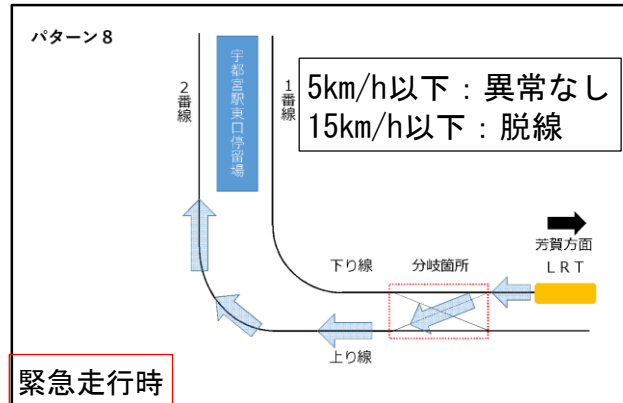 パターン８
２番線
宇都宮駅東口停留場
１番線
5km/h以下：異常なし
15km/h以下：脱線
芳賀方面
下り線
分岐箇所
ＬＲＴ
上り線
緊急走行時